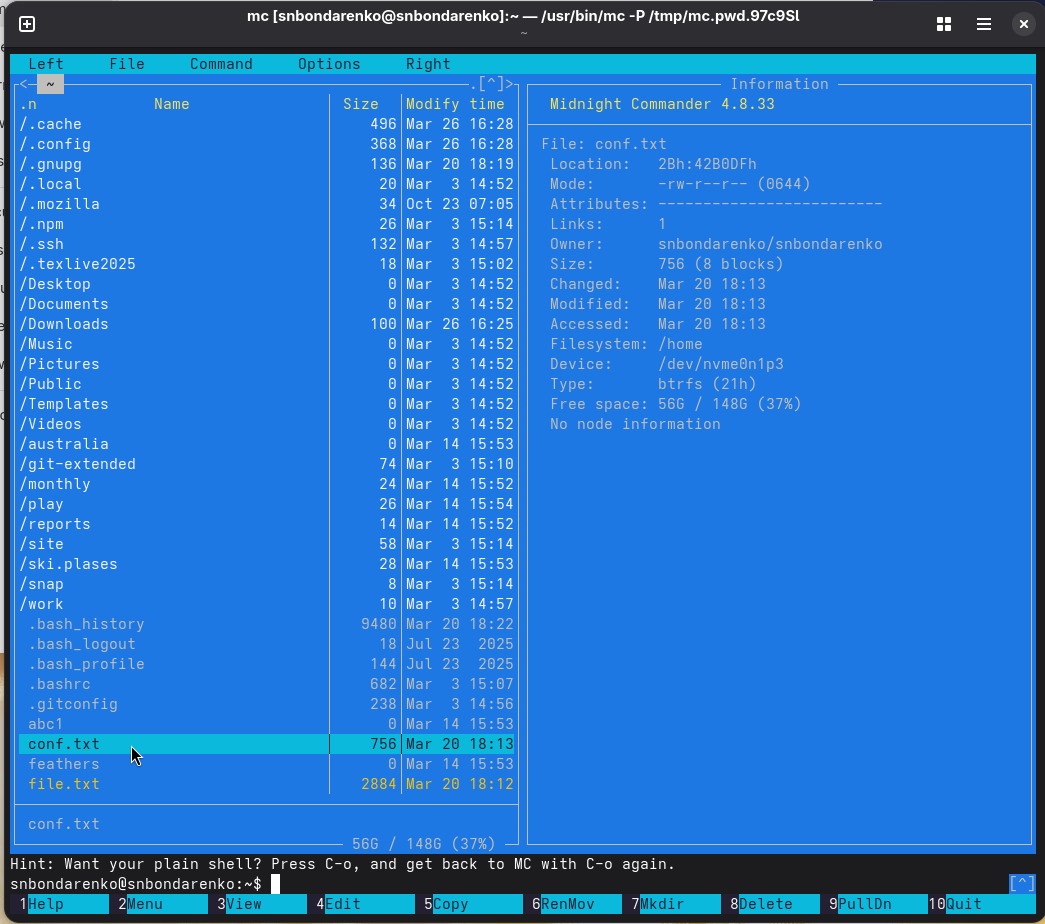 mc [snbondarenko@snbondarenko]:~ — /usr/bin/mc -P /tmp/mc.pwd.97c9Sl
~
Left File Command Options Right
<─ ~ .[^]>
.n Name Size Modify time
/.cache 496 Mar 26 16:28
/.config 368 Mar 26 16:28
/.gnupg 136 Mar 20 18:19
/.local 20 Mar 3 14:52
/.mozilla 34 Oct 23 07:05
/.npm 26 Mar 3 15:14
/.ssh 132 Mar 3 14:57
/.texlive2025 18 Mar 3 15:02
/Desktop 0 Mar 3 14:52
/Documents 0 Mar 3 14:52
/Downloads 100 Mar 26 16:25
/Music 0 Mar 3 14:52
/Pictures 0 Mar 3 14:52
/Public 0 Mar 3 14:52
/Templates 0 Mar 3 14:52
/Videos 0 Mar 3 14:52
/australia 0 Mar 14 15:53
/git-extended 74 Mar 3 15:10
/monthly 24 Mar 14 15:52
/play 26 Mar 14 15:54
/reports 14 Mar 14 15:52
/site 58 Mar 3 15:14
/ski.plases 28 Mar 14 15:53
/snap 8 Mar 3 15:14
/work 10 Mar 3 14:57
.bash_history 9480 Mar 20 18:22
.bash_logout 18 Jul 23 2025
.bash_profile 144 Jul 23 2025
.bashrc 682 Mar 3 15:07
.gitconfig 238 Mar 3 14:56
abc1 0 Mar 14 15:53
conf.txt 756 Mar 20 18:13
feathers 0 Mar 14 15:53
file.txt 2884 Mar 20 18:12
conf.txt
56G / 148G (37%)
Information
Midnight Commander 4.8.33
File: conf.txt
Location: 2Bh:42B0DFh
Mode: -rw-r--r-- (0644)
Attributes: -------------------------
Links: 1
Owner: snbondarenko/snbondarenko
Size: 756 (8 blocks)
Changed: Mar 20 18:13
Modified: Mar 20 18:13
Accessed: Mar 20 18:13
Filesystem: /home
Device: /dev/nvme0n1p3
Type: btrfs (21h)
Free space: 56G / 148G (37%)
No node information
Hint: Want your plain shell? Press C-o, and get back to MC with C-o again.
snbondarenko@snbondarenko:~$ [^]
1Help 2Menu 3View 4Edit 5Copy 6RenMov 7Mkdir 8Delete 9PullDn 10Quit